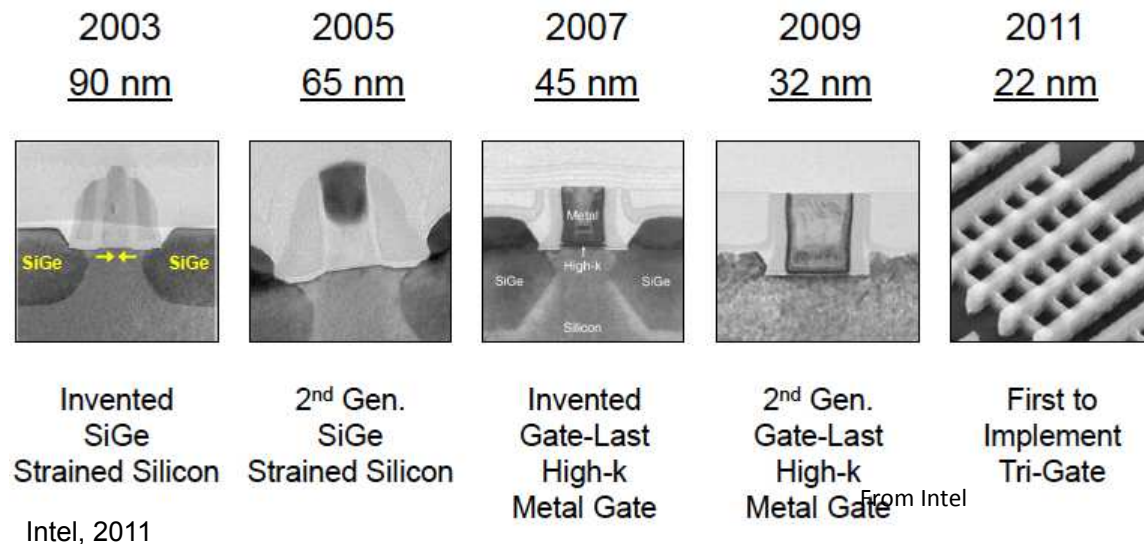 2003
90 nm
2005
65 nm
2007
45 nm
2009
32 nm
2011
22 nm
SiGe
SiGe
Metal
High-k
SiGe
SiGe
Silicon
Invented
SiGe
Strained Silicon
2nd Gen.
SiGe
Strained Silicon
Invented
Gate-Last
High-k
Metal Gate
2nd Gen.
Gate-Last
High-k
Metal Gate
First to
Implement
Tri-Gate
From Intel
Intel, 2011